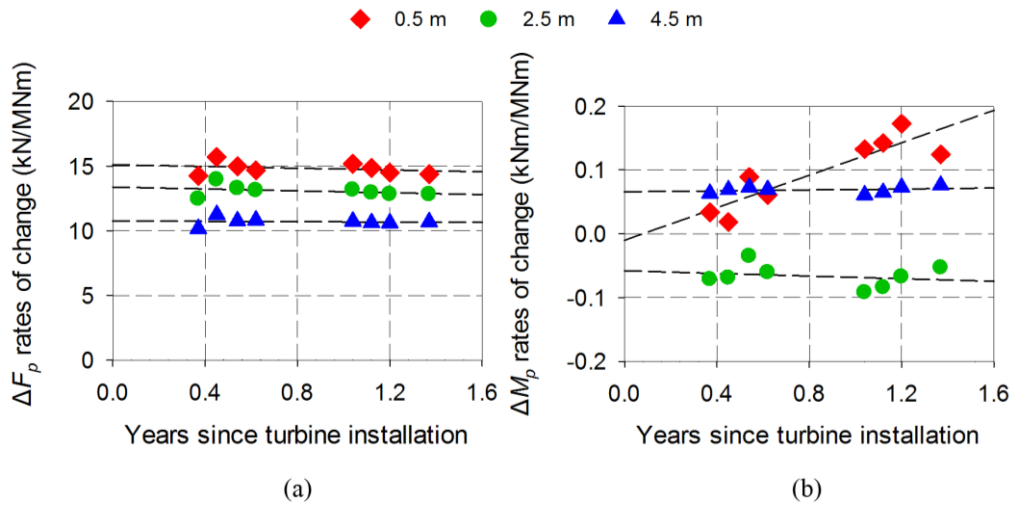 0.5 m 2.5 m 4.5 m
ΔFp rates of change (kN/MNm)
20
15
10
5
0
0.0 0.4 0.8 1.2 1.6
Years since turbine installation
(a)
ΔMp rates of change (kNm/MNm)
0.2
0.1
0.0
-0.1
-0.2
0.0 0.4 0.8 1.2 1.6
Years since turbine installation
(b)